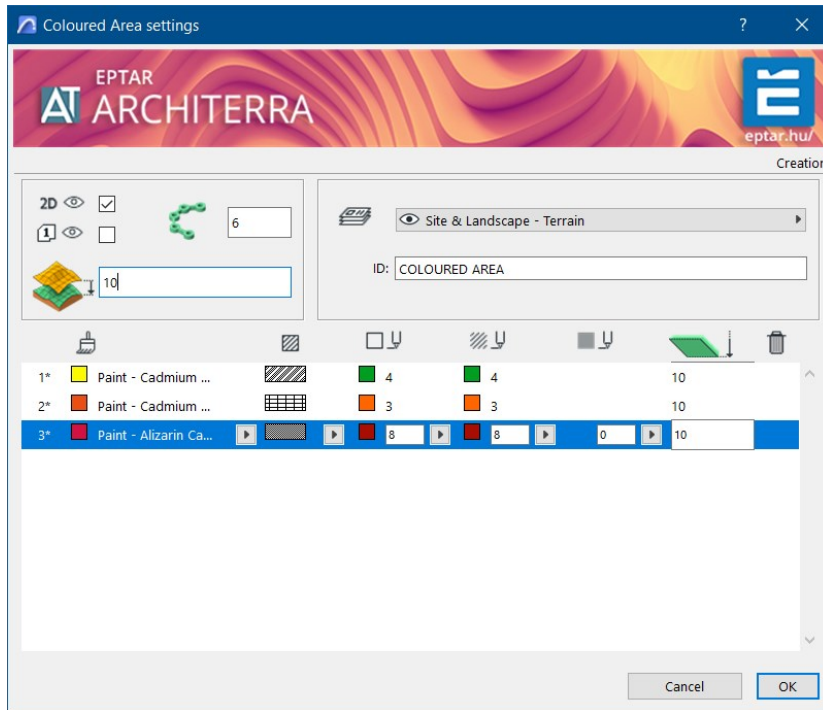 Coloured Area settings ? ×
EPTAR
AT ARCHITERRA
eptar.hu/
Creation
2D
6
1
Site & Landscape - Terrain
10
ID: COLOURED AREA
1* Paint - Cadmium ... 4 4 10
2* Paint - Cadmium ... 3 3 10
3* Paint - Alizarin Ca... 8 8 0 10
Cancel OK